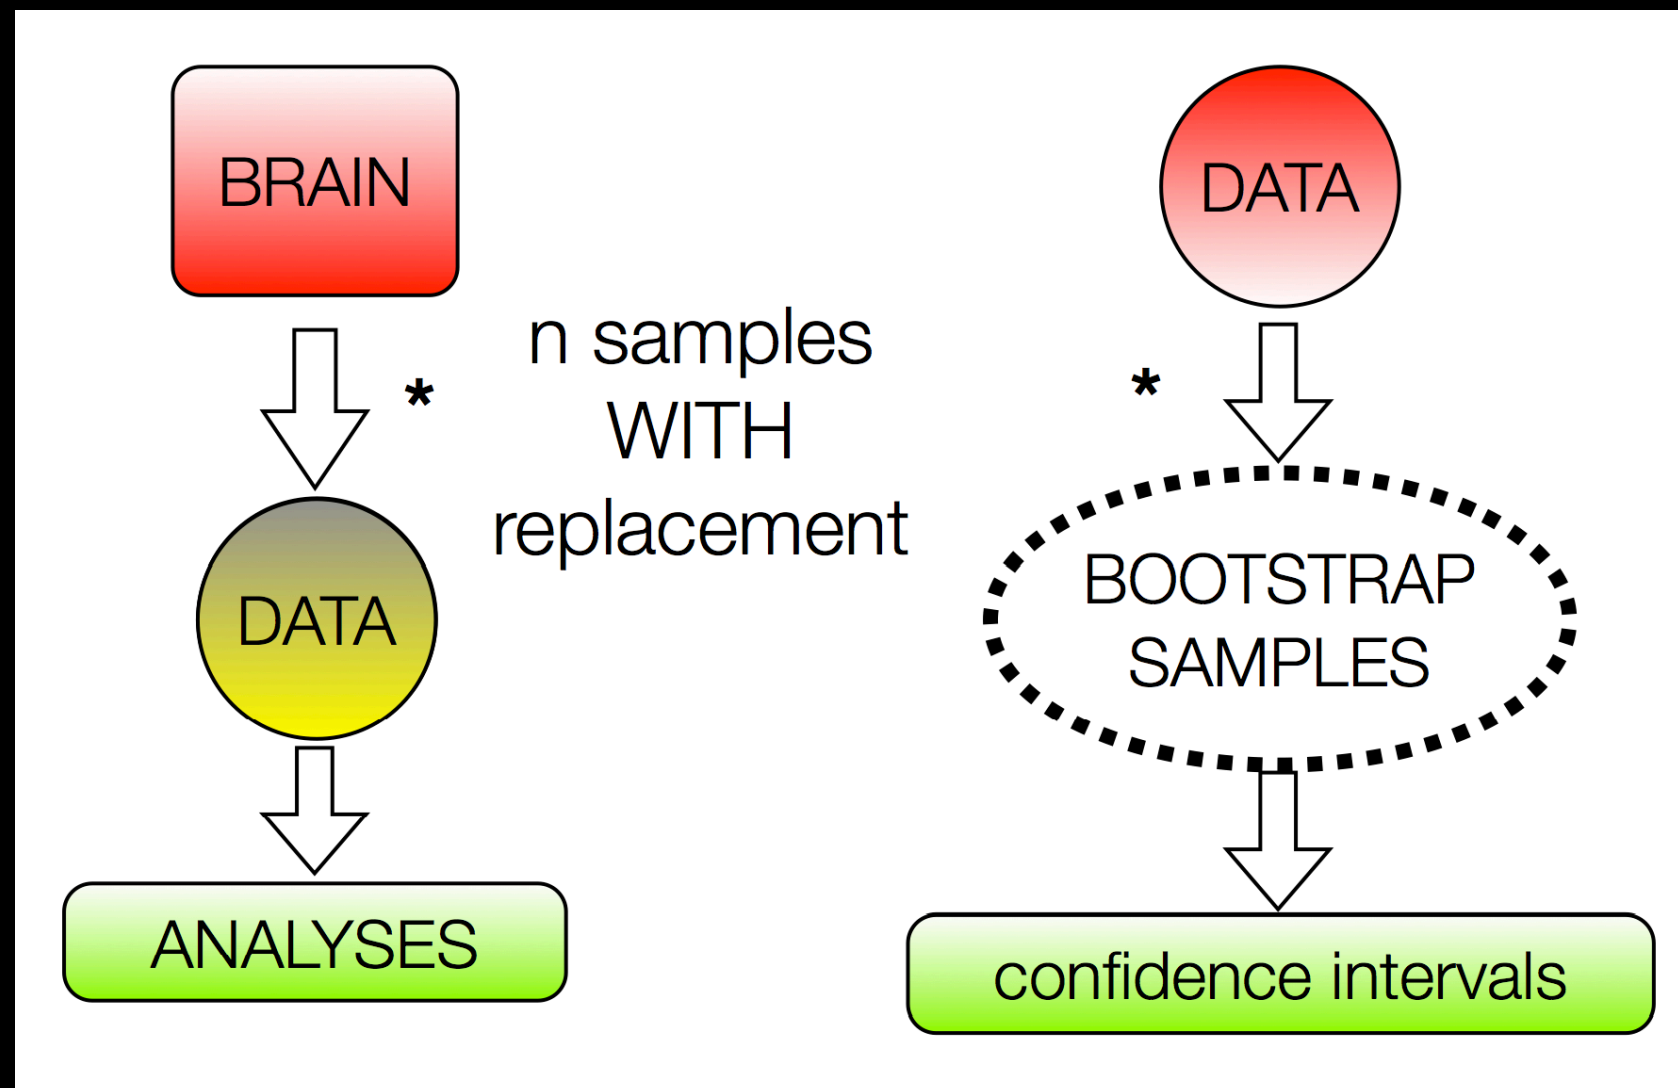 BRAIN
*
DATA
ANALYSES
n samples
WITH
replacement
DATA
*
BOOTSTRAP
SAMPLES
confidence intervals